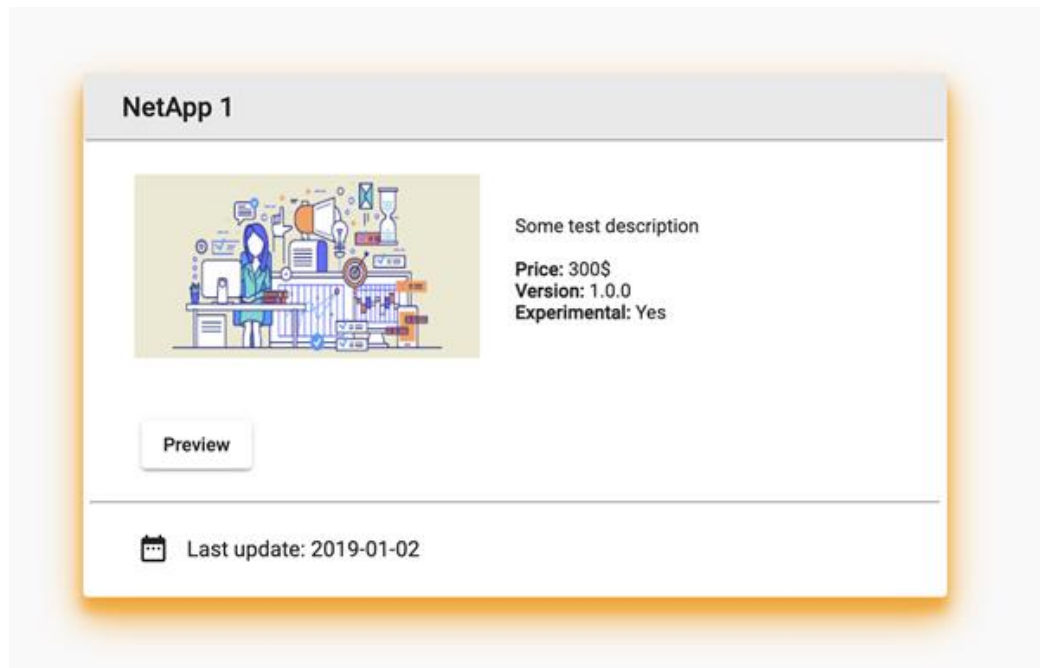 NetApp 1
Some test description
Price: 300$
Version: 1.0.0
Experimental: Yes
Preview
Last update: 2019-01-02